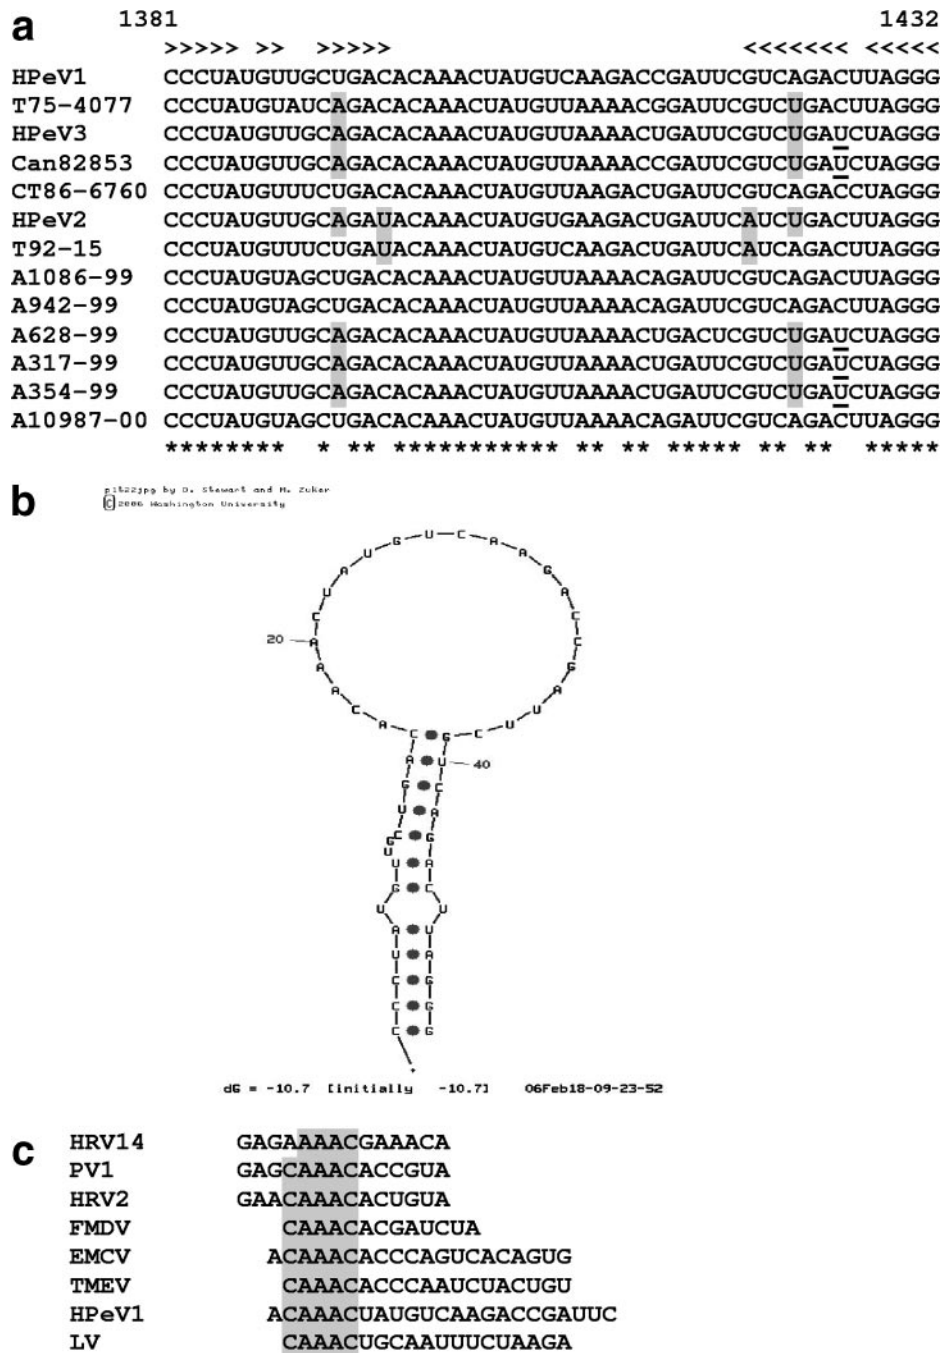 a
1381 1432
>>>>> >> >>>>> <<<<<<< <<<<<
HPeV1 CCCUAUGUUGCUGACACAAACUAUGUCAAGACCGAUUCGUCAGACUUAGGG
T75-4077 CCCUAUGUAUCAGACACAAACUAUGUUAAAACGGAUUCGUCUGACUUAGGG
HPeV3 CCCUAUGUUGCAGACACAAACUAUGUUAAAACUGAUUCGUCUGAUCUAGGG
Can82853 CCCUAUGUUGCAGACACAAACUAUGUUAAAACCGAUUCGUCUGAUCUAGGG
CT86-6760 CCCUAUGUUUCUGACACAAACUAUGUUAAGACUGAUUCGUCAGACCUAGGG
HPeV2 CCCUAUGUUGCAGAUACAAACUAUGUGAAGACUGAUUCAUCUGACUUAGGG
T92-15 CCCUAUGUUUCUGAUACAAACUAUGUCAAGACUGAUUCAUCAGACUUAGGG
A1086-99 CCCUAUGUAGCUGACACAAACUAUGUUAAAACAGAUUCGUCAGACUUAGGG
A942-99 CCCUAUGUAGCUGACACAAACUAUGUUAAAACAGAUUCGUCAGACUUAGGG
A628-99 CCCUAUGUUGCAGACACAAACUAUGUUAAAACUGACUCGUCUGAUCUAGGG
A317-99 CCCUAUGUUGCAGACACAAACUAUGUUAAAACUGAUUCGUCUGAUCUAGGG
A354-99 CCCUAUGUUGCAGACACAAACUAUGUUAAAACUGAUUCGUCUGAUCUAGGG
A10987-00 CCCUAUGUAGCUGACACAAACUAUGUUAAAACAGAUUCGUCAGACUUAGGG
******** * ** *********** ** ** ***** ** ** *****
b
p1t22jpg by D. Stewart and M. Zuker
© 2006 Washington University
C C C U A U G U U G C U G A C A C A A A C U A U G U C A A G A C C G A U U C G U C A G A C U U A G G G
20
40
dG = -10.7 [initially -10.7] 06Feb18-09-23-52
c
HRV14 GAGAAAACGAAACA
PV1 GAGCAAACACCGUA
HRV2 GAACAAACACUGUA
FMDV CAAACACGAUCUA
EMCV ACAAACACCCAGUCACAGUG
TMEV CAAACACCCAAUCUACUGU
HPeV1 ACAAACUAUGUCAAGACCGAUUC
LV CAAACUGCAAUUUCUAAGA